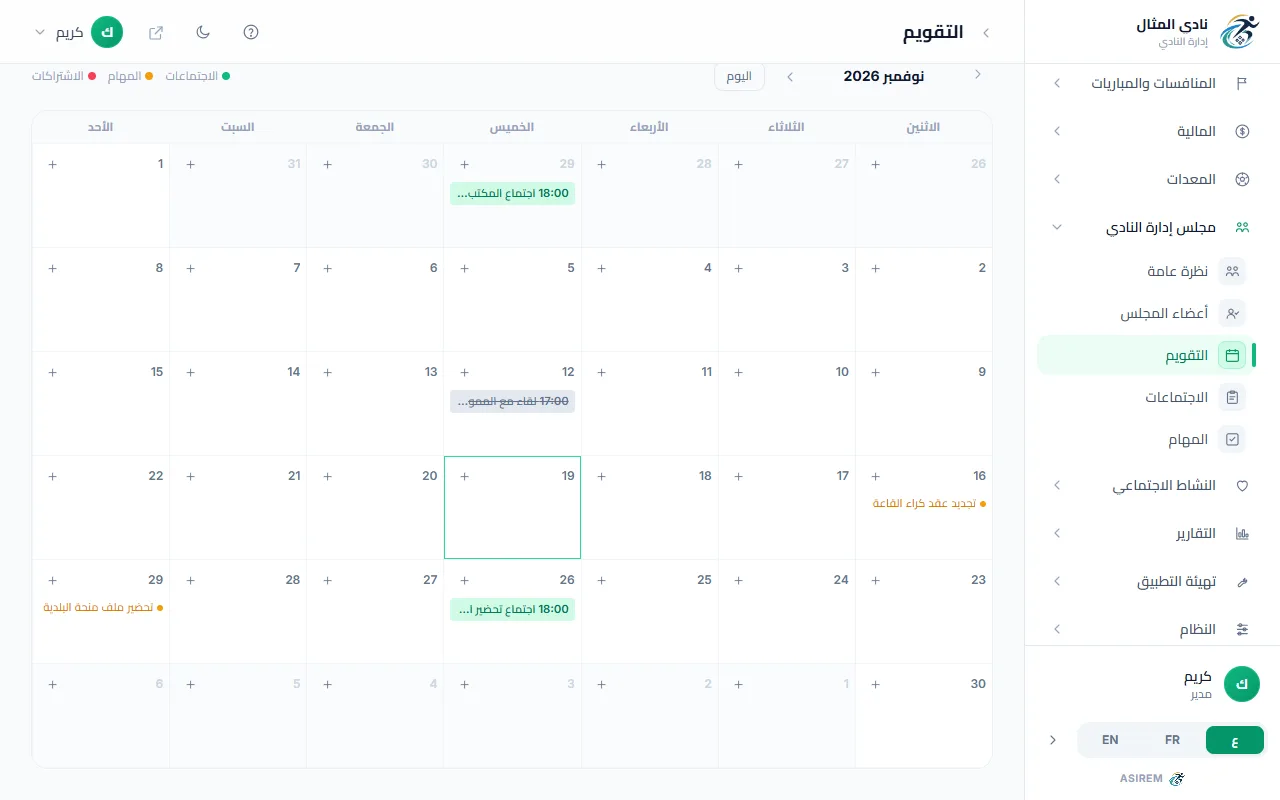 نادي المثال
إدارة النادي
المنافسات والمباريات
المالية
المعدات
مجلس إدارة النادي
نظرة عامة
أعضاء المجلس
التقويم
الاجتماعات
المهام
النشاط الاجتماعي
التقارير
تهيئة التطبيق
النظام
ك
كريم
مدير
ع FR EN
ASIREM
التقويم
ك كريم
نوفمبر 2026
اليوم
الاجتماعات المهام الاشتراكات
الاثنين الثلاثاء الأربعاء الخميس الجمعة السبت الأحد
26 + 27 + 28 + 29 + 30 + 31 + 1 +
18:00 اجتماع المكتب...
2 + 3 + 4 + 5 + 6 + 7 + 8 +
9 + 10 + 11 + 12 + 13 + 14 + 15 +
17:00 لقاء مع الممو...
16 + 17 + 18 + 19 + 20 + 21 + 22 +
تجديد عقد كراء القاعة
23 + 24 + 25 + 26 + 27 + 28 + 29 +
18:00 اجتماع تحضير ا...
تحضير ملف منحة البلدية
30 + 1 + 2 + 3 + 4 + 5 + 6 +